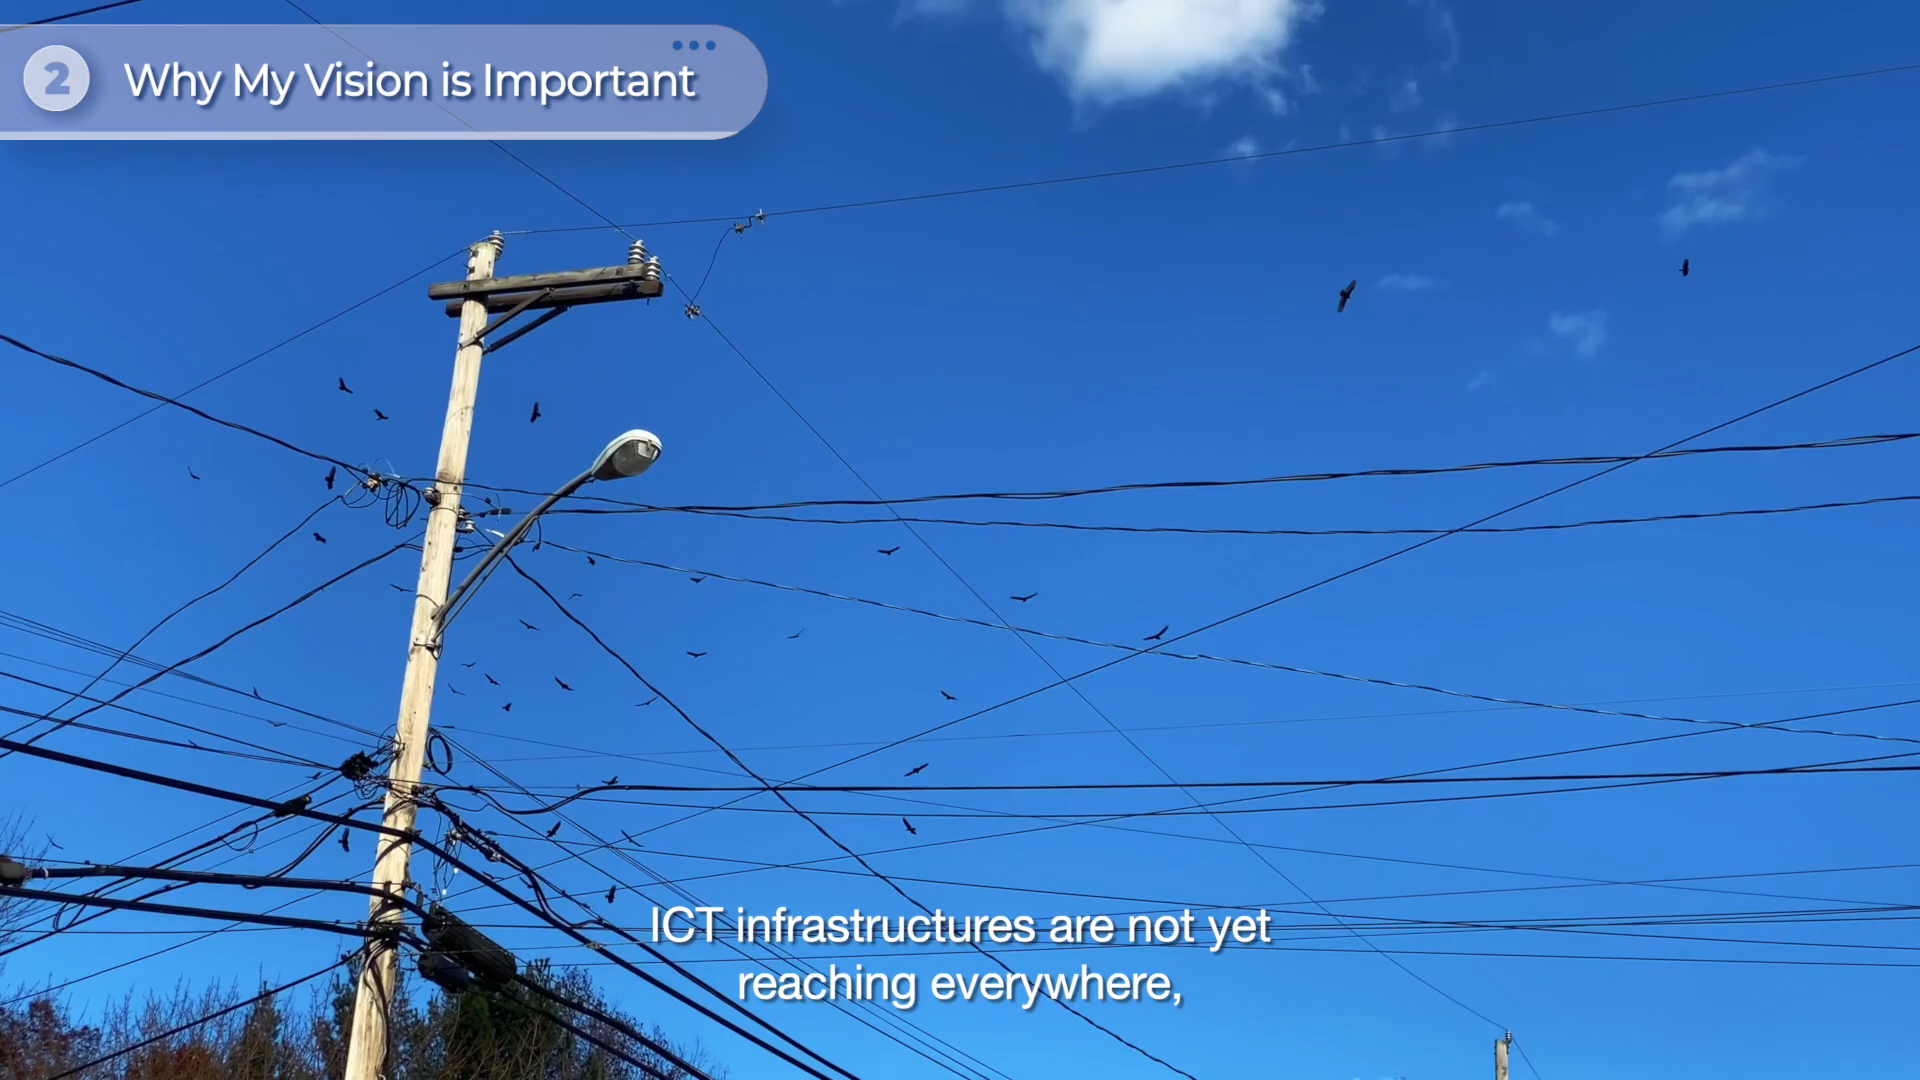 2
Why My Vision is Important
ICT infrastructures are not yet
reaching everywhere,